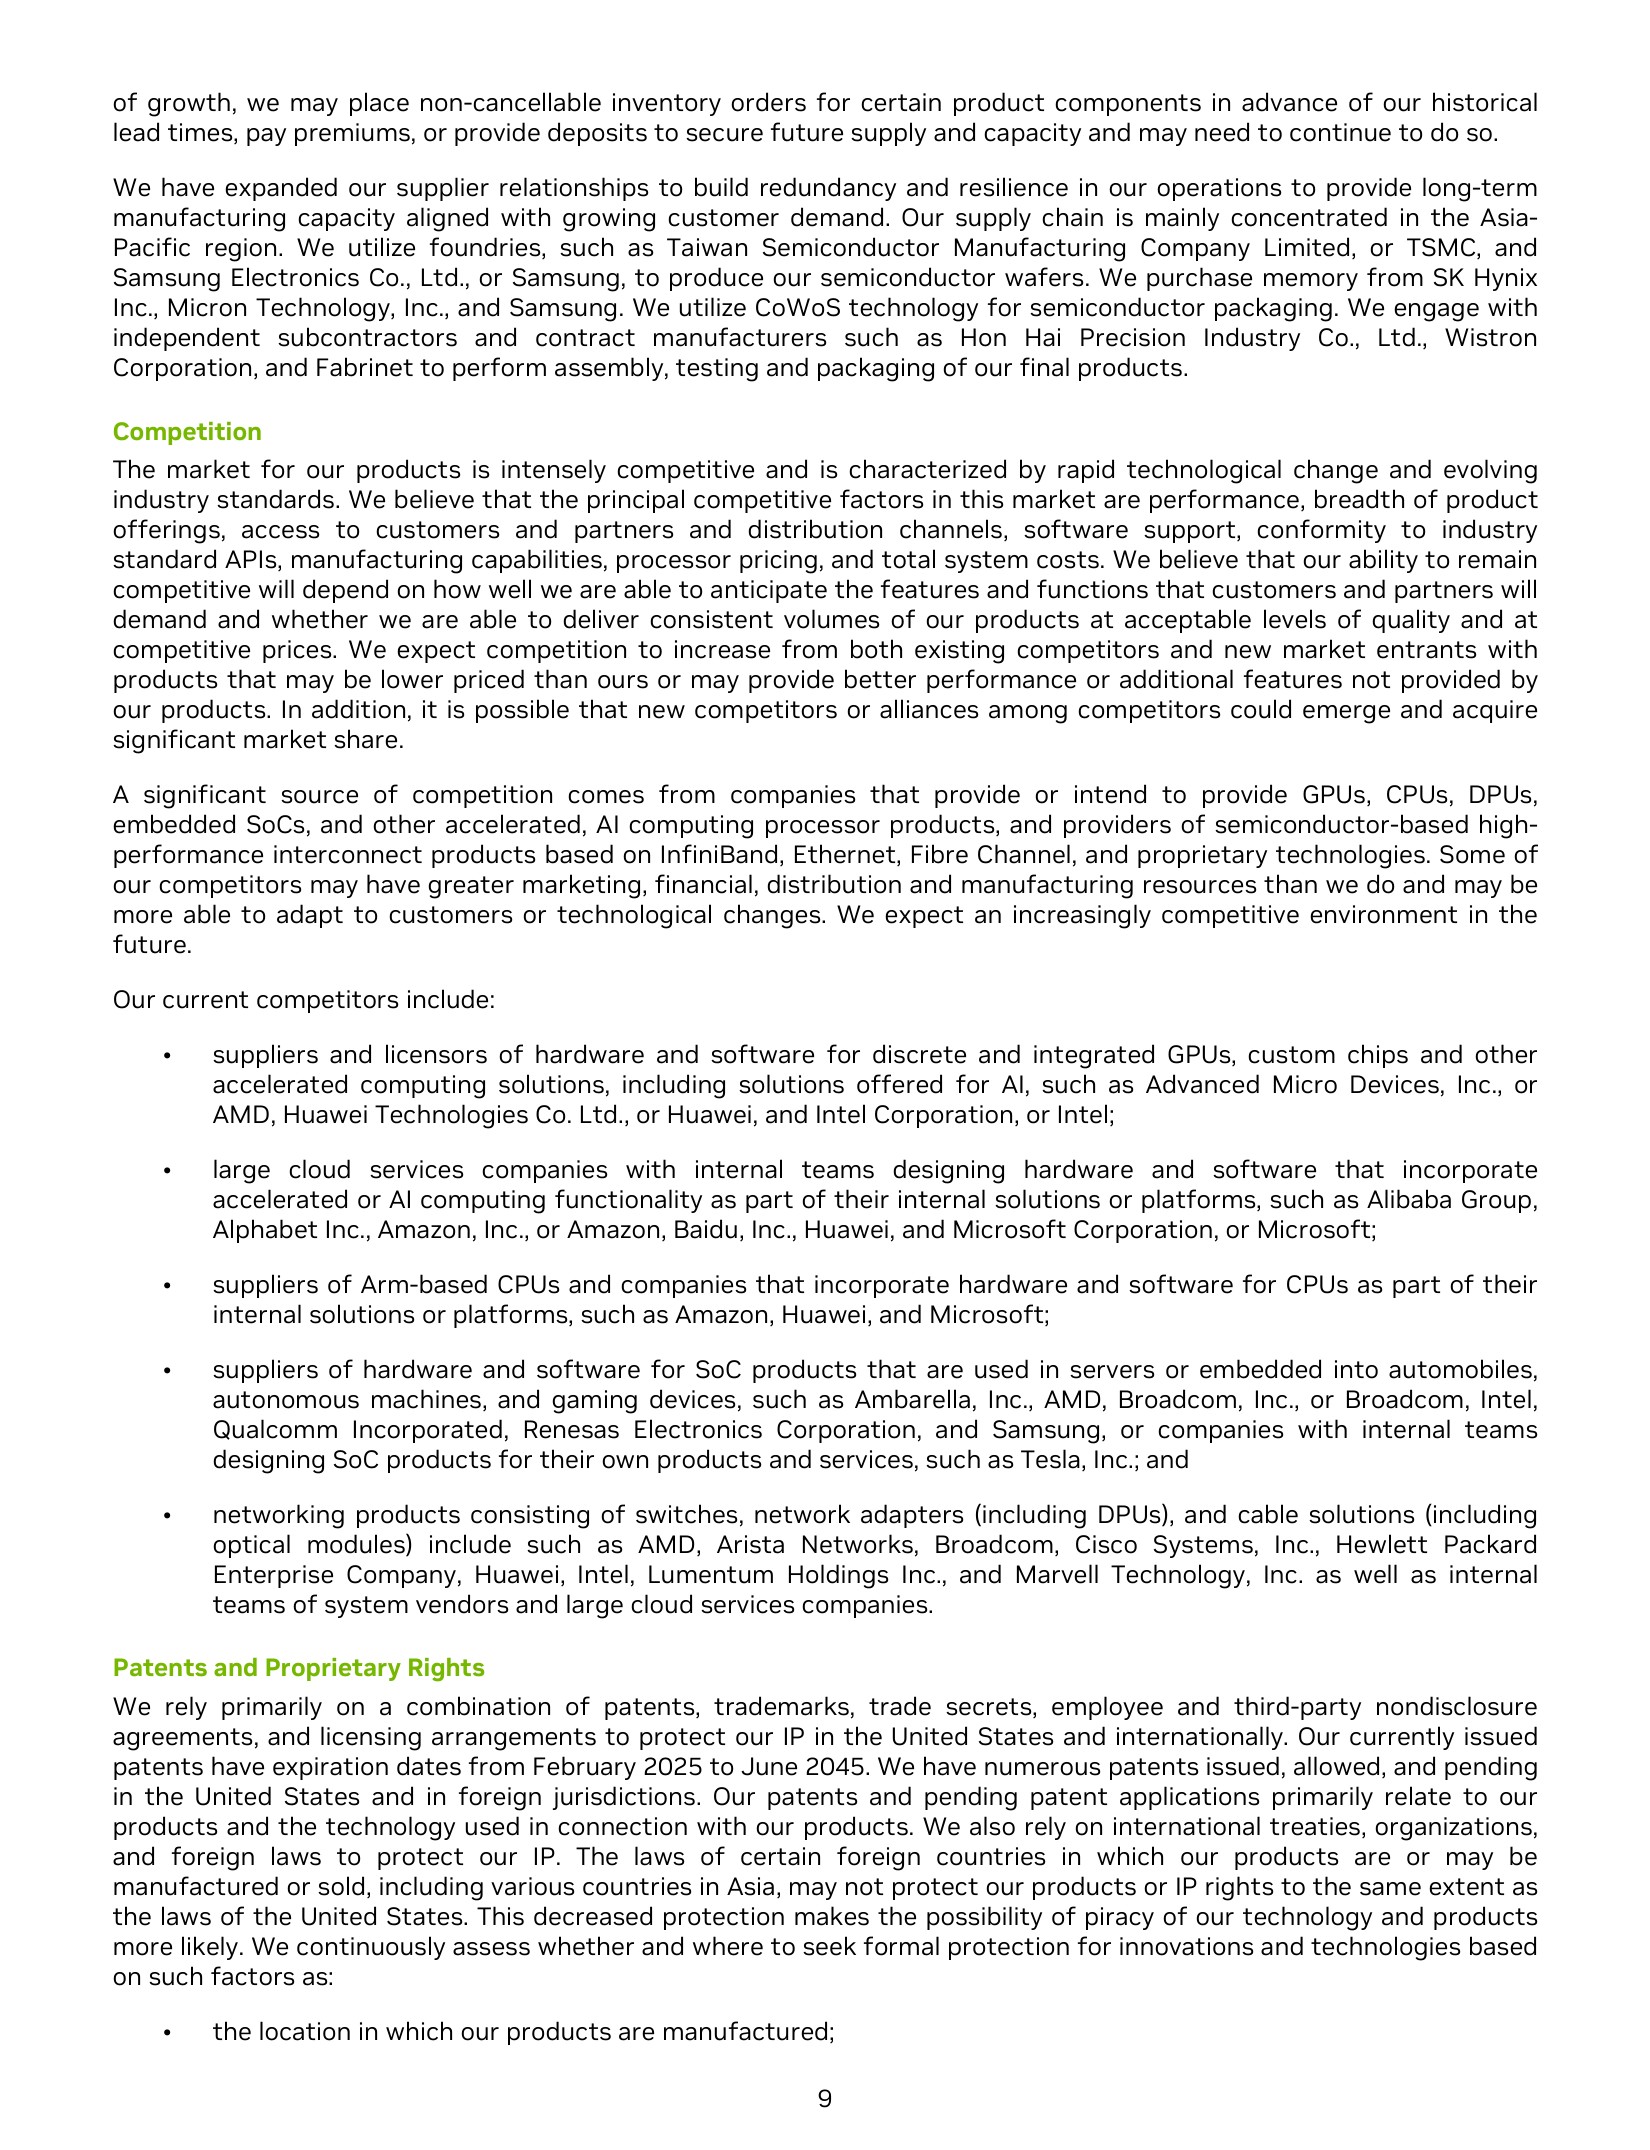 of growth, we may place non-cancellable inventory orders for certain product components in advance of our historical
lead times, pay premiums, or provide deposits to secure future supply and capacity and may need to continue to do so.
We have expanded our supplier relationships to build redundancy and resilience in our operations to provide long-term
manufacturing capacity aligned with growing customer demand. Our supply chain is mainly concentrated in the Asia-
Pacific region. We utilize foundries, such as Taiwan Semiconductor Manufacturing Company Limited, or TSMC, and
Samsung Electronics Co., Ltd., or Samsung, to produce our semiconductor wafers. We purchase memory from SK Hynix
Inc., Micron Technology, Inc., and Samsung. We utilize CoWoS technology for semiconductor packaging. We engage with
independent subcontractors and contract manufacturers such as Hon Hai Precision Industry Co., Ltd., Wistron
Corporation, and Fabrinet to perform assembly, testing and packaging of our final products.
Competition
The market for our products is intensely competitive and is characterized by rapid technological change and evolving
industry standards. We believe that the principal competitive factors in this market are performance, breadth of product
offerings, access to customers and partners and distribution channels, software support, conformity to industry
standard APIs, manufacturing capabilities, processor pricing, and total system costs. We believe that our ability to remain
competitive will depend on how well we are able to anticipate the features and functions that customers and partners will
demand and whether we are able to deliver consistent volumes of our products at acceptable levels of quality and at
competitive prices. We expect competition to increase from both existing competitors and new market entrants with
products that may be lower priced than ours or may provide better performance or additional features not provided by
our products. In addition, it is possible that new competitors or alliances among competitors could emerge and acquire
significant market share.
A significant source of competition comes from companies that provide or intend to provide GPUs, CPUs, DPUs,
embedded SoCs, and other accelerated, AI computing processor products, and providers of semiconductor-based high-
performance interconnect products based on InfiniBand, Ethernet, Fibre Channel, and proprietary technologies. Some of
our competitors may have greater marketing, financial, distribution and manufacturing resources than we do and may be
more able to adapt to customers or technological changes. We expect an increasingly competitive environment in the
future.
Our current competitors include:
• suppliers and licensors of hardware and software for discrete and integrated GPUs, custom chips and other
accelerated computing solutions, including solutions offered for AI, such as Advanced Micro Devices, Inc., or
AMD, Huawei Technologies Co. Ltd., or Huawei, and Intel Corporation, or Intel;
• large cloud services companies with internal teams designing hardware and software that incorporate
accelerated or AI computing functionality as part of their internal solutions or platforms, such as Alibaba Group,
Alphabet Inc., Amazon, Inc., or Amazon, Baidu, Inc., Huawei, and Microsoft Corporation, or Microsoft;
• suppliers of Arm-based CPUs and companies that incorporate hardware and software for CPUs as part of their
internal solutions or platforms, such as Amazon, Huawei, and Microsoft;
• suppliers of hardware and software for SoC products that are used in servers or embedded into automobiles,
autonomous machines, and gaming devices, such as Ambarella, Inc., AMD, Broadcom, Inc., or Broadcom, Intel,
Qualcomm Incorporated, Renesas Electronics Corporation, and Samsung, or companies with internal teams
designing SoC products for their own products and services, such as Tesla, Inc.; and
• networking products consisting of switches, network adapters (including DPUs), and cable solutions (including
optical modules) include such as AMD, Arista Networks, Broadcom, Cisco Systems, Inc., Hewlett Packard
Enterprise Company, Huawei, Intel, Lumentum Holdings Inc., and Marvell Technology, Inc. as well as internal
teams of system vendors and large cloud services companies.
Patents and Proprietary Rights
We rely primarily on a combination of patents, trademarks, trade secrets, employee and third-party nondisclosure
agreements, and licensing arrangements to protect our IP in the United States and internationally. Our currently issued
patents have expiration dates from February 2025 to June 2045. We have numerous patents issued, allowed, and pending
in the United States and in foreign jurisdictions. Our patents and pending patent applications primarily relate to our
products and the technology used in connection with our products. We also rely on international treaties, organizations,
and foreign laws to protect our IP. The laws of certain foreign countries in which our products are or may be
manufactured or sold, including various countries in Asia, may not protect our products or IP rights to the same extent as
the laws of the United States. This decreased protection makes the possibility of piracy of our technology and products
more likely. We continuously assess whether and where to seek formal protection for innovations and technologies based
on such factors as:
• the location in which our products are manufactured;
9